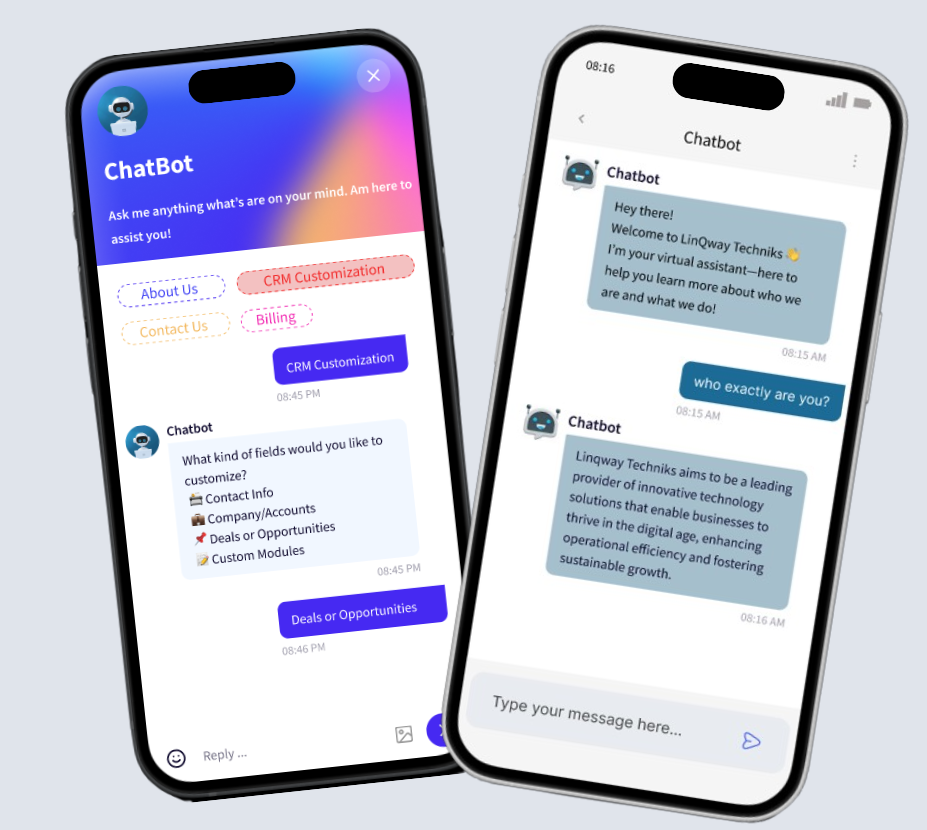 ChatBot
Ask me anything what's are on your mind. Am here to
assist you!
About Us
CRM Customization
Contact Us
Billing
CRM Customization
08:45 PM
Chatbot
What kind of fields would you like to
customize?
📇 Contact Info
💼 Company/Accounts
📌 Deals or Opportunities
📝 Custom Modules
08:45 PM
Deals or Opportunities
08:46 PM
Reply ...
08:16
Chatbot
Chatbot
Hey there!
Welcome to LinQway Techniks 👋
I'm your virtual assistant—here to
help you learn more about who we
are and what we do!
08:15 AM
who exactly are you?
08:15 AM
Chatbot
Linqway Techniks aims to be a leading
provider of innovative technology
solutions that enable businesses to
thrive in the digital age, enhancing
operational efficiency and fostering
sustainable growth.
08:16 AM
Type your message here...